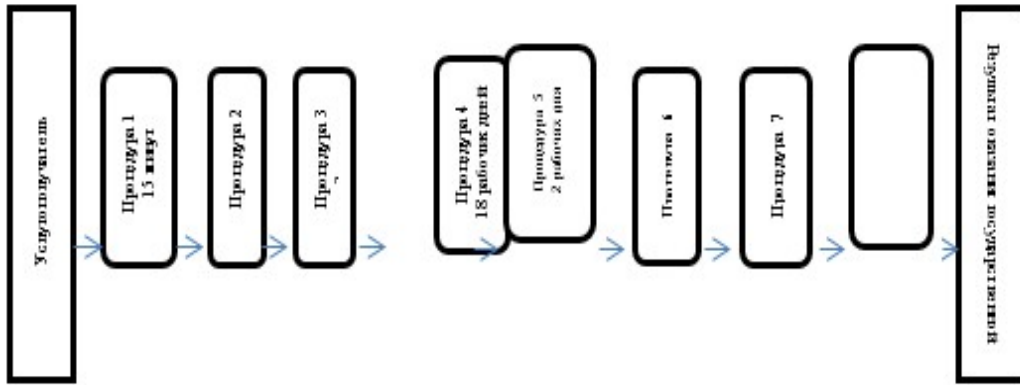 Услугополучатель
Процедура 1
15 минут
Процедура 2
Процедура 3
Процедура 4
18 рабочих дней
Процедура 5
2 рабочих дня
6
Процедура 7
Результат оказания государственной